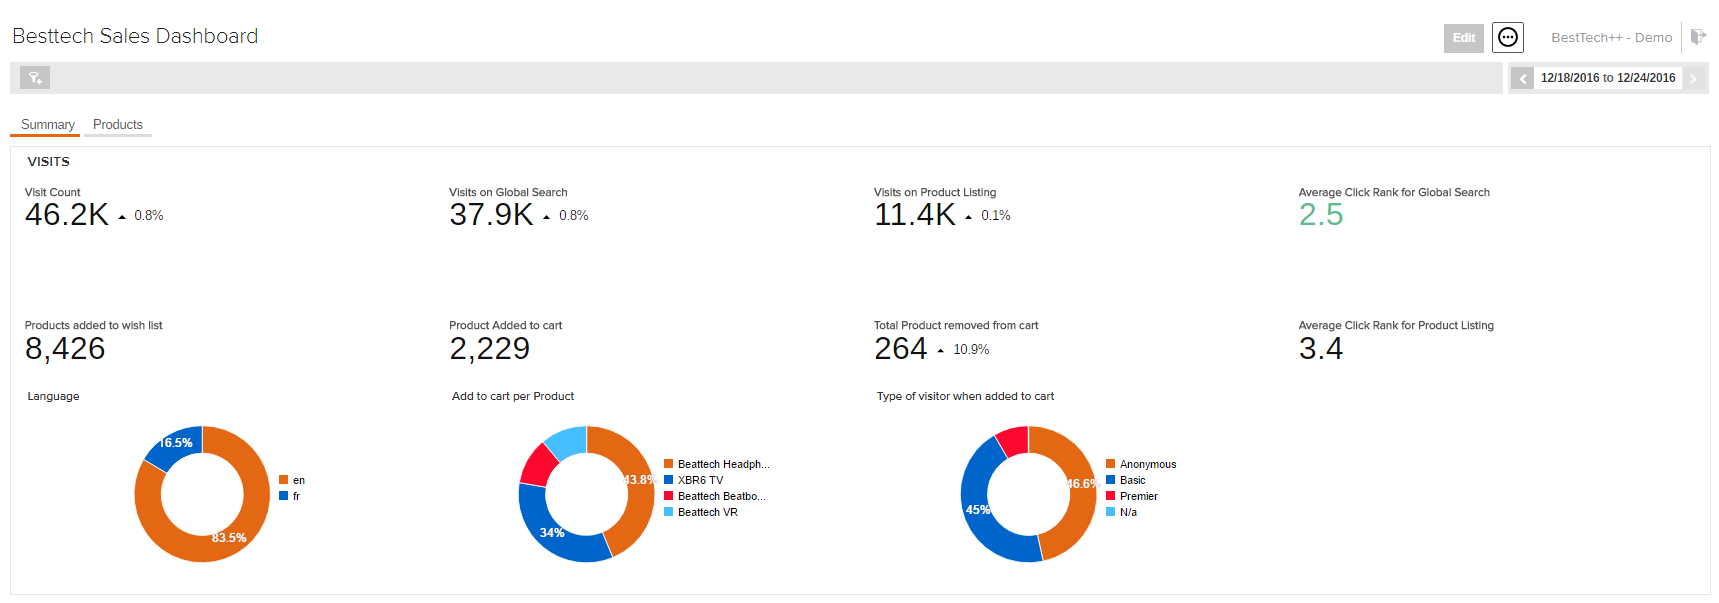 Besttech Sales Dashboard
Edit
BestTech++ - Demo
12/18/2016 to 12/24/2016
Summary Products
VISITS
Visit Count
46.2K 0.8%
Visits on Global Search
37.9K 0.8%
Visits on Product Listing
11.4K 0.1%
Average Click Rank for Global Search
2.5
Products added to wish list
8,426
Product Added to cart
2,229
Total Product removed from cart
264 10.9%
Average Click Rank for Product Listing
3.4
Language
16.5%
83.5%
en
fr
Add to cart per Product
43.8%
34%
Beattech Headph...
XBR6 TV
Beattech Beatbo...
Beattech VR
Type of visitor when added to cart
46.6%
45%
Anonymous
Basic
Premier
N/a